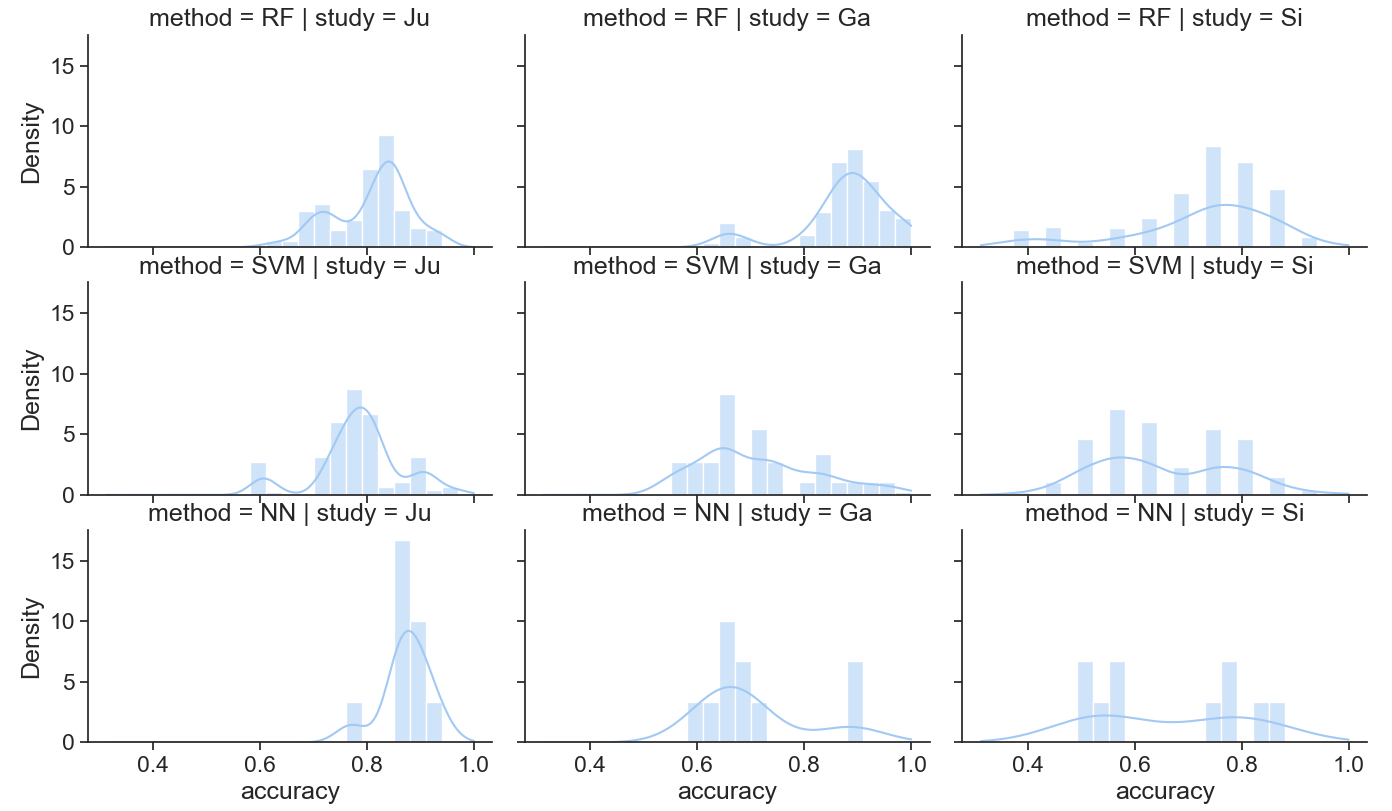 method = RF | study = Ju
method = RF | study = Ga
method = RF | study = Si
15
10
5
0
Density
method = SVM | study = Ju
method = SVM | study = Ga
method = SVM | study = Si
15
10
5
0
Density
method = NN | study = Ju
method = NN | study = Ga
method = NN | study = Si
15
10
5
0
Density
0.4 0.6 0.8 1.0
0.4 0.6 0.8 1.0
0.4 0.6 0.8 1.0
accuracy
accuracy
accuracy